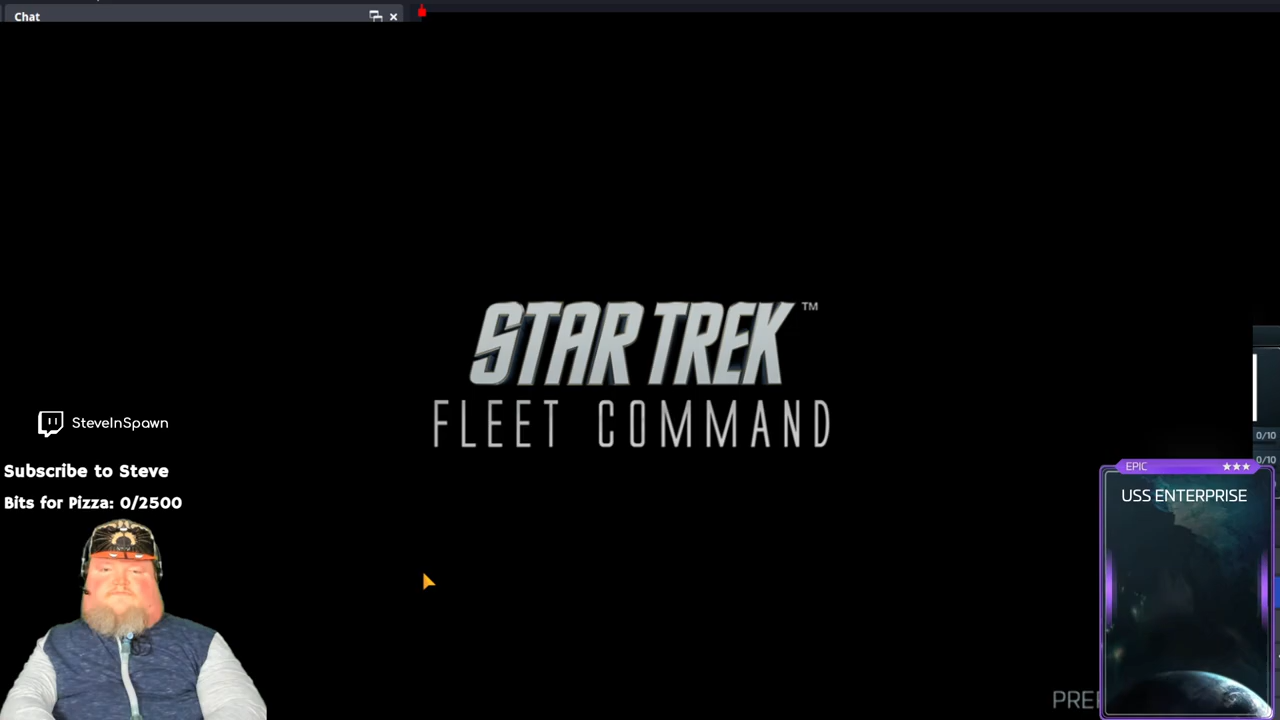 Chat
STAR TREK™
FLEET COMMAND
SteveInSpawn
Subscribe to Steve
Bits for Pizza: 0/2500
0/10
0/10
EPIC
USS ENTERPRISE